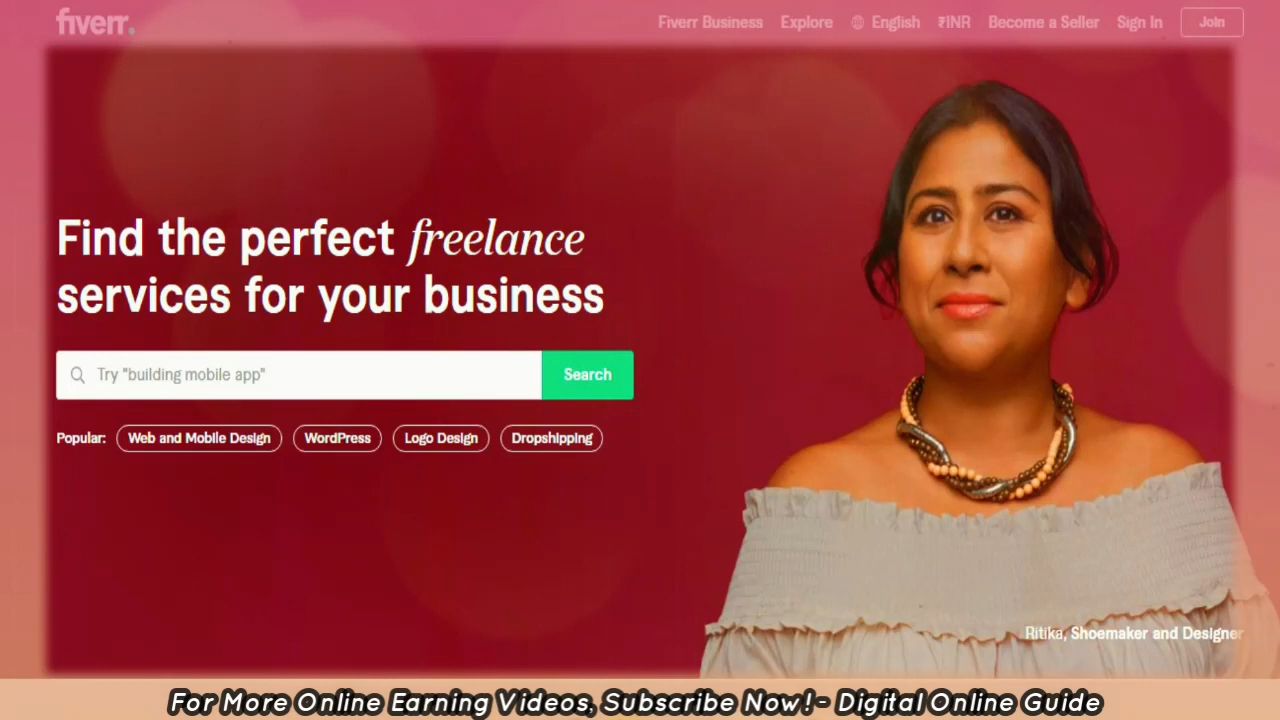 fiverr.
Fiverr Business Explore English ₹INR Become a Seller Sign In Join
Find the perfect freelance
services for your business
Try "building mobile app"
Search
Popular: Web and Mobile Design WordPress Logo Design Dropshipping
Ritika, Shoemaker and Designer
For More Online Earning Videos, Subscribe Now! - Digital Online Guide